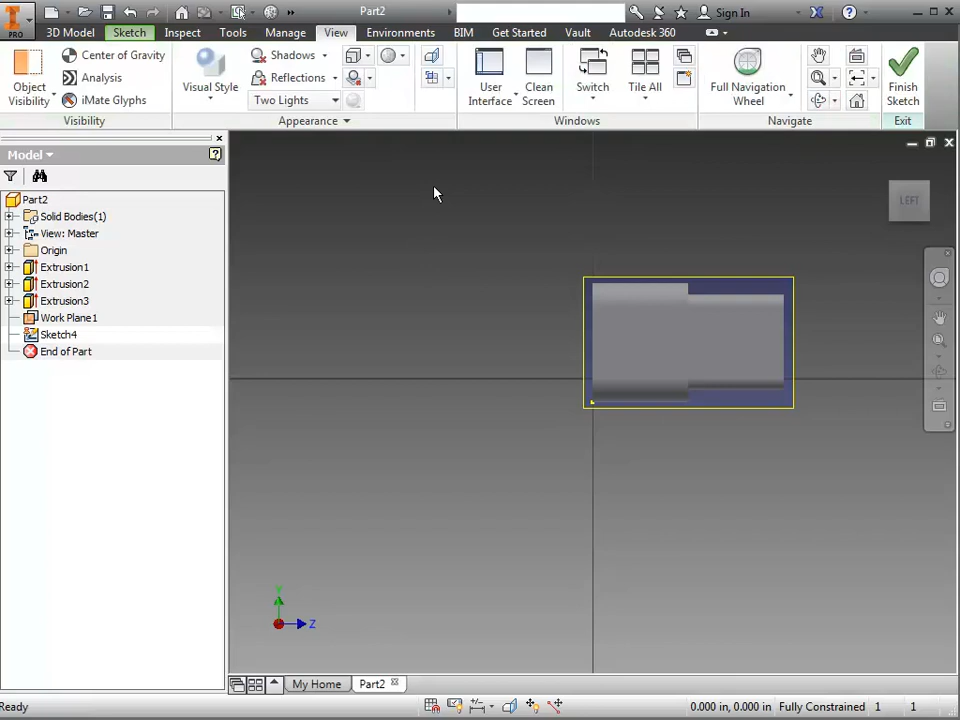 Part2
Sign In
PRO
3D Model Sketch Inspect Tools Manage View Environments BIM Get Started Vault Autodesk 360
Object Visibility
Center of Gravity
Analysis
iMate Glyphs
Visual Style
Shadows
Reflections
Two Lights
User Interface
Clean Screen
Switch
Tile All
Full Navigation Wheel
Finish Sketch
Visibility Appearance Windows Navigate Exit
Model
Part2
Solid Bodies(1)
View: Master
Origin
Extrusion1
Extrusion2
Extrusion3
Work Plane1
Sketch4
End of Part
LEFT
Y
Z
My Home Part2
Ready 0.000 in, 0.000 in Fully Constrained 1 1